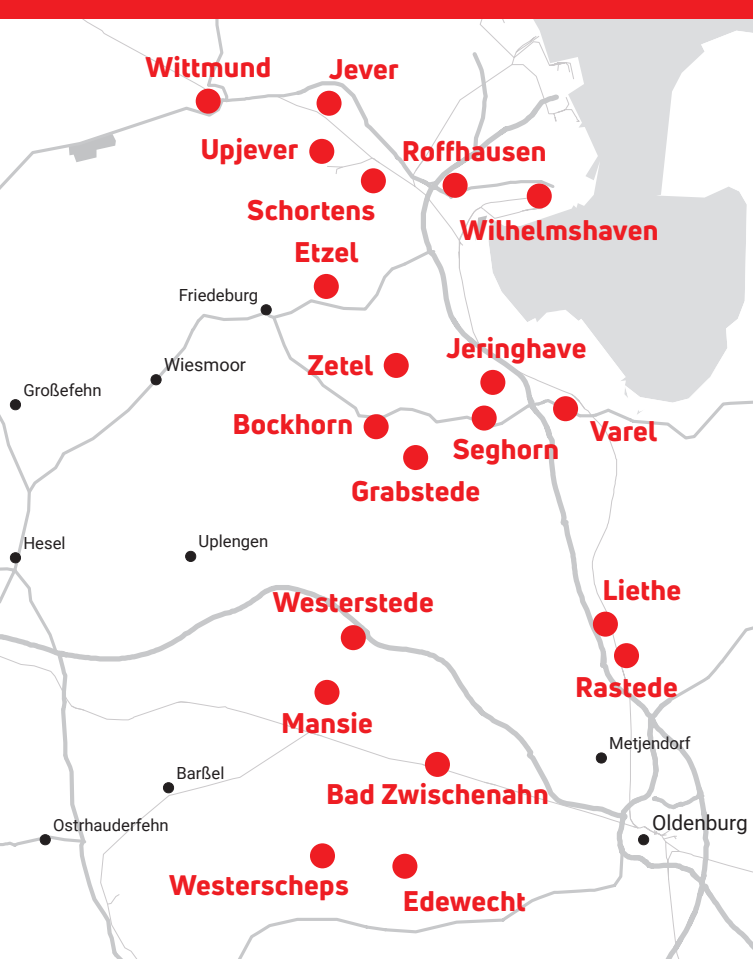 Wittmund
Jever
Upjever
Roffhausen
Schortens
Wilhelmshaven
Etzel
Friedeburg
Jeringhave
Zetel
Wiesmoor
Großefehn
Bockhorn
Varel
Seghorn
Grabstede
Uplengen
Hesel
Liethe
Westerstede
Rastede
Mansie
Metjendorf
Barßel
Bad Zwischenahn
Oldenburg
Ostrhauderfehn
Westerscheps
Edewecht